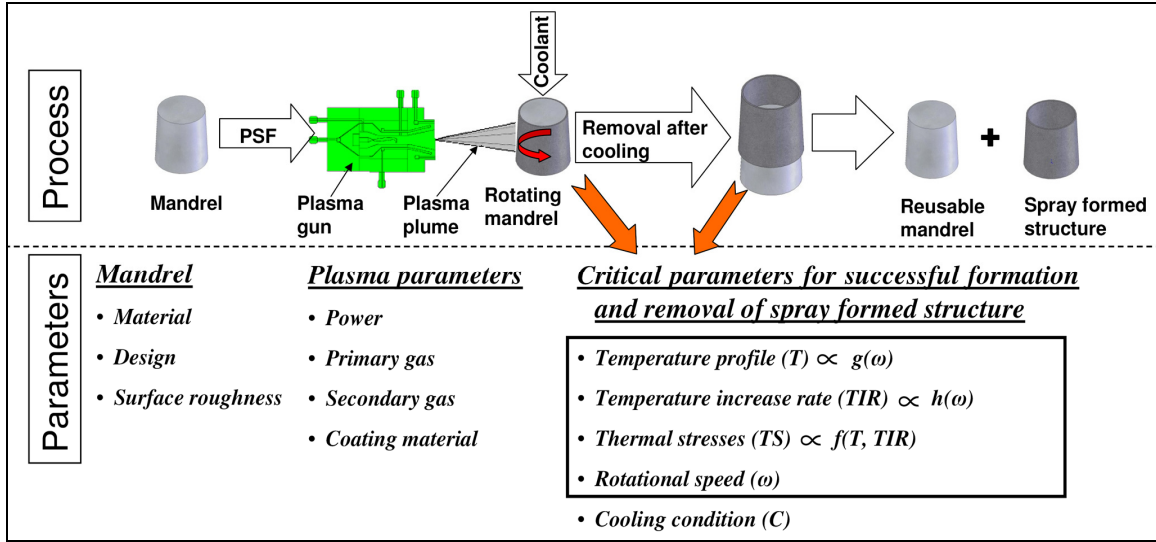 Process
Coolant
PSF
Removal after
cooling
Mandrel
Plasma
gun
Plasma
plume
Rotating
mandrel
Reusable
mandrel
+
Spray formed
structure
Parameters
Mandrel
• Material
• Design
• Surface roughness
Plasma parameters
• Power
• Primary gas
• Secondary gas
• Coating material
Critical parameters for successful formation
and removal of spray formed structure
• Temperature profile (T) ∝ g(ω)
• Temperature increase rate (TIR) ∝ h(ω)
• Thermal stresses (TS) ∝ f(T, TIR)
• Rotational speed (ω)
• Cooling condition (C)